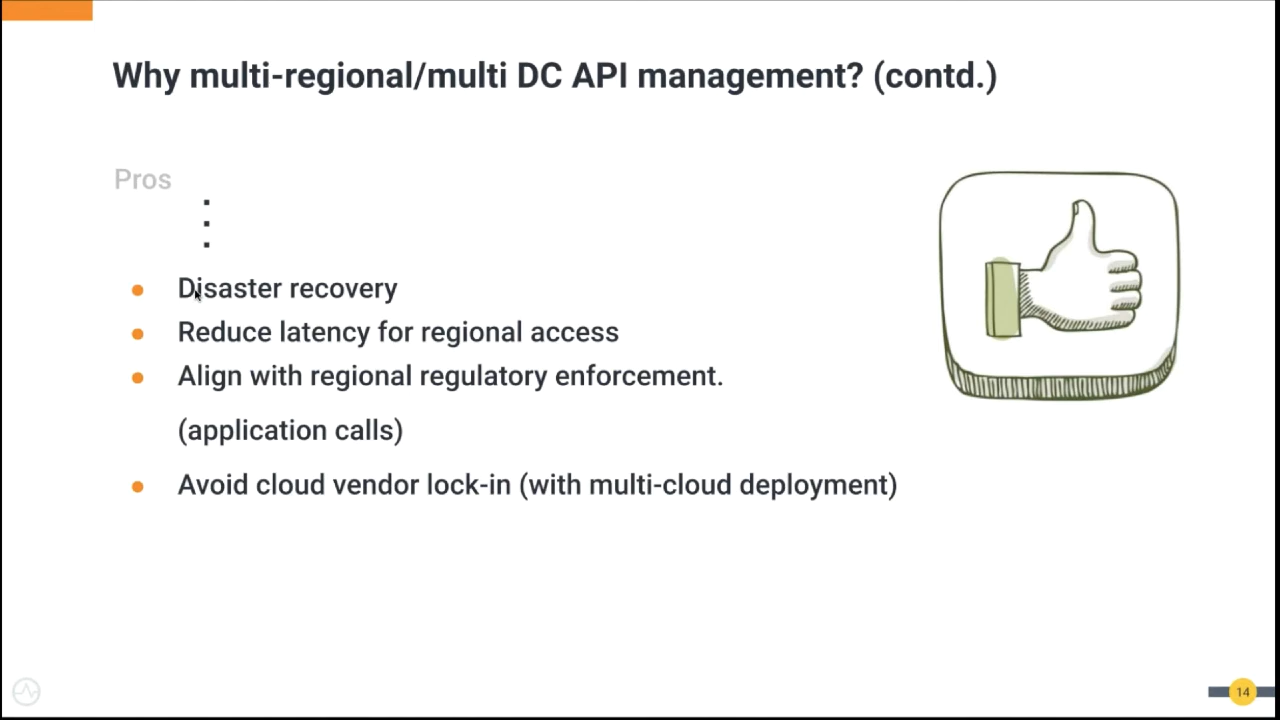 Why multi-regional/multi DC API management? (contd.)
Pros
Disaster recovery
Reduce latency for regional access
Align with regional regulatory enforcement.
(application calls)
Avoid cloud vendor lock-in (with multi-cloud deployment)
14